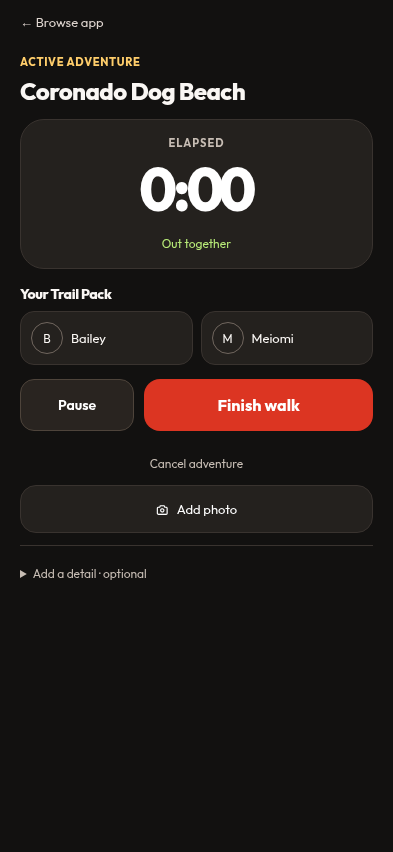 ← Browse app
ACTIVE ADVENTURE
Coronado Dog Beach
ELAPSED
0:00
Out together
Your Trail Pack
B Bailey
M Meiomi
Pause
Finish walk
Cancel adventure
Add photo
▶ Add a detail · optional